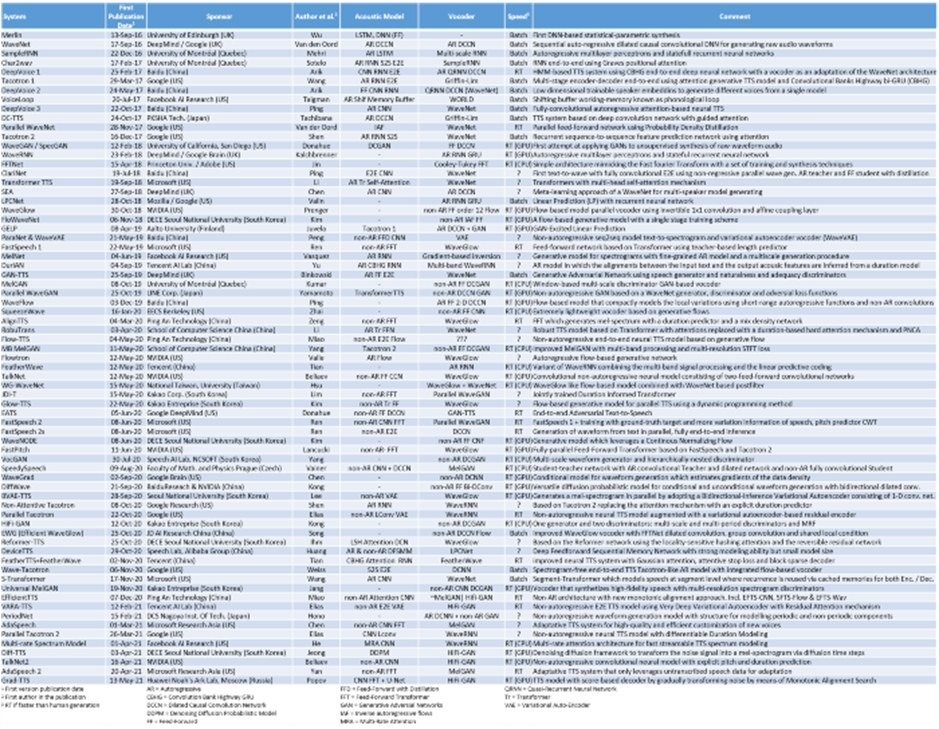 System First Publication Date¹ Sponsor Author et al.² Acoustic Model Vocoder Speed³ Comment
Merlin 13-Sep-16 University of Edinburgh (UK) Wu LSTM, DNN (FF) - Batch First DNN-based statistical-parametric synthesis
WaveNet 17-Sep-16 DeepMind / Google (UK) Van den Oord AR DCCN AR DCCN Batch Sequential auto-regressive dilated causal convolutional DNN for generating raw audio waveforms
SampleRNN 22-Dec-16 University of Montréal (Quebec) Mehri AR LSTM Multi-scale RNN Batch Autoregressive multilayer perceptrons and statefull recurrent neural networks
Char2wav 27-Feb-17 University of Montréal (Quebec) Sotelo AR RNN S2S E2E SampleRNN Batch RNN end-to-end using Graves positional attention
DeepVoice 1 25-Feb-17 Baidu (China) Arik CNN RNN E2E AR QRNN DCCN RT HMM-based TTS system using CBHG end-to-end deep neural network with a vocoder as an adaptation of the WaveNet architecture
Tacotron 1 29-Mar-17 Google (US) Wang AR RNN E2E Griffin-Lim Batch Multi-stage encoder-decoder end-to-end using attention generative TTS model and Convolution Banks Highway bi-GRU (CBHG)
DeepVoice 2 24-May-17 Baidu (China) Arik FF CNN RNN QRNN DCCN (WaveNet) Batch Low dimensional trainable speaker embeddings to generate different voices from a single model
VoiceLoop 20-Jul-17 Facebook AI Research (US) Taigman AR Shif Memory Buffer WORLD Batch Shifting buffer working-memory known as phonological loop
DeepVoice 3 22-Oct-17 Baidu (China) Ping AR CNN WaveNet Batch Fully-convolutional autoregressive attention-based neural TTS
DC-TTS 24-Oct-17 PKSHA Tech. (Japan) Tachibana AR DCCN Griffin-Lim Batch TTS system based on deep convolution network with guided attention
Parallel WaveNet 28-Nov-17 Google (US) Van der Oord IAF WaveNet RT Parallel feed-forward network using Probability Density Distillation
Tacotron 2 16-Dec-17 Google (US) Shen AR RNN S2S WaveNet Batch Recurrent sequence-to-sequence feature prediction network using attention
WaveGAN / SpecGAN 12-Feb-18 University of California, San Diego (US) Donahue DCGAN FF DCCN RT (GPU) First attempt at applying GANs to unsupervised synthesis of raw-waveform audio
WaveRNN 23-Feb-18 DeepMind / Google Brain (UK) Kalchbrenner - AR RNN GRU RT (GPU) Autoregressive multilayer perceptrons and stateful recurrent neural network
FFTNet 15-Apr-18 Princeton Univ. / Adobe (US) Jin - Cooley-Tukey FFT RT (CPU) Simple architecture mimicking the Fast Fourier Transform with a set of training and synthesis techniques
ClariNet 19-Jul-18 Baidu (China) Ping E2E CNN WaveNet ? First text-to-wave with fully convolutional E2E using non-regressive parallel wave gen. AR teacher and FF student with distillation
Transformer TTS 19-Sep-18 Microsoft (US) Li AR Tr Self-Attention WaveNet ? Transformers with multi-head self-attention mechanism
SEA 27-Sep-18 DeepMind (UK) Chen - AR DCCN ? Meta-learning approach of a WaveNet for multispeaker model generating
LPCNet 28-Oct-18 Mozilla / Google (US) Valin - AR RNN GRU Batch Linear Prediction (LP) with recurrent neural network
WaveGlow 30-Oct-18 NVIDIA (US) Prenger - non-AR FF order 12 Flow RT (GPU) Flow-based model parallel vocoder using invertible 1x1 convolution and affine coupling layer
FloWaveNet 06-Nov-18 DECE Seoul National University (South Korea) Kim - non-AR IAF FF RT (GPU) A flow-based generative model with a single stage training scheme
GELP 08-Apr-19 Aalto University (Finland) Juvela Tacotron 1 AR DCCN + GAN RT (GPU) GAN-Excited Linear Prediction
ParaNet & WaveVAE 21-May-19 Baidu (China) Peng non-AR FFD CNN VAE ? Non-autoregressive seq2seq model text-to-spectrogram and variational autoencoder vocoder (WaveVAE)
FastSpeech 1 22-May-19 Microsoft (US) Ren non-AR FFT WaveGlow RT Feed-forward network based on Transformer using teacher-based length predictor
MelNet 04-Jun-19 Facebook AI Research (US) Vasquez AR RNN Gradient-based Inversion ? Generative model for spectrograms with fine-grained AR model and a multiscale generation procedure
DurIAN 04-Sep-19 Tencent AI Lab (China) Yu AR CBHG RNN Multi-band WaveRNN ? AR model in which the alignments between the input text and the output acoustic features are inferred from a duration model
GAN-TTS 25-Sep-19 DeepMind (UK) Binkowski AR FF E2E WaveNet Batch Generative Adversarial Network using speech generator and naturalness and adequacy discriminators
MelGAN 08-Oct-19 University of Montréal (Quebec) Kumar - non-AR FF DCGAN RT (CPU) Window-based multi scale discriminator GAN-based vocoder
Parallel WaveGAN 25-Oct-19 LINE Corp. (Japan) Yamamoto TransformerTTS non-AR DCCN RT (GPU) Non-autoregressive GAN based on a WaveNet generator, discriminator and adversial loss functions
WaveFlow 03 Dec-19 Baidu (China) Ping - AR FF 2-D DCCN RT (GPU) Flow based model that compactly models the local variations using short-range autoregressive functions and non-AR convolutions
SqueezeWave 16-Jan-20 EECS Berkeley (US) Zhai - non-AR FF CNN RT (CPU) Extremely lightweight vocoder based on generative flows
AlignTTS 04-Mar-20 Ping An Technology (China) Zeng non-AR FFT WaveGlow RT FFT which generates mel-spectrum with a duration predictor and a mix density network
RobuTrans 03-Apr-20 School of Computer Science China (China) Li AR Tr FFN WaveNet ? Robust TTS model based on Transformer with attentions replaced with a duration-based hard attention mechanism and PNCA
Flow-TTS 04-May-20 Ping An Technology (China) Miao non-AR E2E Flow ??? ? Non-autoregressive end-to-end neural TTS model based on generative flow
MB MelGAN 11-May-20 School of Computer Science China (China) Yang Tacotron 2 non-AR FF DCGAN RT (CPU) Improved MelGAN with multi-band processing and multi-resolution STFT loss
Flowtron 12-May-20 NVIDIA (US) Valle AR Flow WaveGlow ? Autoregressive flow-based generative network
FeatherWave 12-May-20 Tencent (China) Tian - AR RNN RT (CPU) Variant of WaveRNN combining the multi band signal processing and the linear predictive coding
TalkNet 12-May-20 NVIDIA (US) Beliaev non-AR FF CCN WaveGlow RT (GPU) Convolutional non-autoregressive model consisting of two feed-forward convolutional networks
WG-WaveNet 15-May-20 National Taiwan, University (Taiwan) Hsu - WaveGlow + WaveNet RT (CPU) WaveGlow like flow-based model combined with WaveNet based postfilter
JDI-T 15-May-20 Kakao Corp. (South Korea) Lim non-AR FFT Parallel WaveGAN ? Jointly trained Duration Informed Transformer
Glow-TTS 22-May-20 Kakao Enterprise (South Korea) Kim non-AR Tr FF WaveGlow ? Flow-based generative model for parallel TTS using a dynamic programming method
EATS 05-Jun-20 Google DeepMind (UK) Donahue non-AR FF DCCN GAN-TTS RT End-to-End Adversarial Text-to-Speech
FastSpeech 2 08-Jun-20 Microsoft (US) Ren non-AR CNN FFT Parallel WaveGAN RT FastSpeech 1 + training with ground-truth target and more variation information of speech, pitch predictor CWT
FastSpeech 2s 08-Jun-20 Microsoft (US) Ren non-AR E2E WaveNet ? Generation of waveform from text in parallel, fully end-to-end inference
WaveNODE 08-Jun-20 DECE Seoul National University (South Korea) Kim - non-AR FF CNF RT (GPU) Generative model which leverages a Continous Normalizing Flow
FastPitch 11-Jun-20 NVIDIA (US) Lancucki non-AR FFT WaveGlow RT (GPU) Fully parallel Feed-Forward Transformer based on FastSpeech and Tacotron 2
VocGAN 30 Jul-20 Speech AI Lab, NCSOFT (South Korea) Yang - non-AR DCGAN RT (CPU) Multi-scale waveform generator and hierarchically-nested discriminator
SpeedySpeech 09-Aug-20 Faculty of Math. and Physics Prague (Czech) Vainer non-AR CNN + DCCN MelGAN RT (CPU) Student-teacher network with AR convolutional Teacher and dilated network and non-AR fully convolutional Student
WaveGrad 02-Sep-20 Google Brain (US) Chen - non-AR DCNN RT (GPU) Conditional model for waveform generation which estimates gradients of the data density
DiffWave 21-Sep-20 Baidu Research & NVIDIA (US) Kong - non-AR FF Bi-DConv RT (GPU) Versatile diffusion probabilistic model for conditional and unconditional waveform generation with bidirectional dilated conv.
BVAE-TTS 28-Sep-20 Seoul National University (South Korea) Lee non-AR VAE WaveGlow RT (GPU) Generates a mel-spectrogram in parallel by adopting a Bidirectional-Inference Variational Autoencoder consisting of 1-D conv. net.
Non-Attentive Tacotron 08-Oct-20 Google Research (US) Shen AR RNN WaveRNN ? Based on Tacotron 2 replacing the attention mechanism with an explicit duration predictor
Parallel Tacotron 22-Oct-20 Google (US) Elias non-AR LConv VAE WaveRNN ? Non-autoregressive neural TTS model augmented with a variational autoencoder-based residual encoder
HiFi-GAN 12-Oct-20 Kakao Enterprise (South Korea) Kong - non-AR DCGAN RT (CPU) One generator and two discriminators: multi-scale and multi-period discriminators and MRF
EWG (Efficient WaveGlow) JD AI Research (China) Song Batch Improved WaveGlow vocoder with FFTNet dilated convolution, group convolution and shared local condition
Reformer-TTS 25-Oct-20 DECE Seoul National University (South Korea) Ihm LSH Attention DCN WaveGlow ? Based on the Reformer network using the locality-sensitive hashing attention and the reversible residual network
DeviceTTS 29-Oct-20 Speech Lab, Alibaba Group (China) Huang AR & non-AR DFSMM LPCNet ? Deep Feedforward Sequential Memory Network with strong modeling ability but small model size
FeatherTTS+FeatherWave 02-Nov-20 Tencent (China) Tian CBHG Attention RNN FeatherWave RT Improved neural TTS system with Gaussian attention, attentive stop loss and block sparse decoder
Wave-Tacotron 06-Nov-20 Google (US) Weiss S2S E2E CNN Batch Spectrogram-free end-to-end TTS Tacotron-like AR model with integrated flow-based vocoder
S-Transformer 17-Nov-20 Microsoft (US) Wang AR CNN WaveNet Batch Segment-Transformer which models speech at segment level where recurrence is reused via cached memories for both Enc. / Dec.
Universal MelGAN 19-Nov-20 Kakao Enterprise (South Korea) Jang - non-AR CNN DCGAN RT (GPU) Vocoder that synthesizes high-fidelity speech with multi-resolution spectrogram discriminators
EfficientTTS 07-Dec-20 Ping An Technology (China) Miao non-AR Attention CNN HiFi-GAN RT (GPU) Non-AR architecture with new monotonic alignment approach. Incl. EFTS-CNN, EFTS-Flow & EFTS-Wav
VARA-TTS 12-Feb-21 Tencent AI Lab (China) Elias non-AR E2E VAE HiFi-GAN RT Non-autoregressive E2E TTS model using Very Deep Variational Autoencoder with Residual Attention mechanism
PeriodNet 15-Feb-21 DCS Nagoya Inst. Of Tech. (Japan) Hono - AR DCNN + non-AR GAN ? Non-autoregressive waveform generation model with structure for modelling periodic and non-periodic components
AdaSpeech 03-Mar-21 Microsoft Research Asia (US) Chen non-AR CNN FFT MelGAN ? Adaptative TTS system for high-quality and efficient customization of new voices
Parallel Tacotron 2 26-Mar-21 Google (US) Elias CNN Lconv WaveRNN ? Non-autoregressive neural TTS model with differentiable Duration Modeling
Multi-rate Spectrum Model 01-Apr-21 Facebook AI Research (US) He MRA CNN WaveRNN RT (CPU) Multi-rate attention architecture for fast streamable TTS spectrum modeling
Diff-TTS 03-Apr-21 DECE Seoul National University (South Korea) Jeong DDPM HiFi-GAN RT (GPU) Denoising diffusion framework to transform the noise signal into a mel-spectrogram via diffusion time steps
TalkNet2 16-Apr-21 NVIDIA (US) Beliaev non-AR CNN HiFi-GAN RT (GPU) Non-autoregressive convolutional neural model with explicit pitch and duration prediction
AdaSpeech 2 20-Apr-21 Microsoft Research Asia (US) Yan non-AR FFT MelGAN RT Adaptative TTS system that only leverages untranscribed speech data for adaptation
Grad-TTS 13-May-21 Huawei Noah's Ark Lab, Moscow (Russia) Popov CNN FFT + U-Net HiFi-GAN RT (GPU) TTS model with score-based decoder by gradually transforming noise by means of Monotonic Alignment Search
¹ First version publication date AR = Autoregressive FFD = Feed-Forward with Distillation QRNN = Quasi-Recurrent Neural Network
² First author in the publication CBHG = Convolution Bank Highway GRU FFT = Feed-Forward Transformer Tr = Transformer
³ RT if faster than human generation DCCN = Dilated Causal Convolution Network GAN = Generative Adversarial Networks VAE = Variational Auto-Encoder
DDPM = Denoising Diffusion Probabilistic Model IAF = Inverse autoregressive flows
FF = Feed-Forward MRA = Multi-Rate Attention